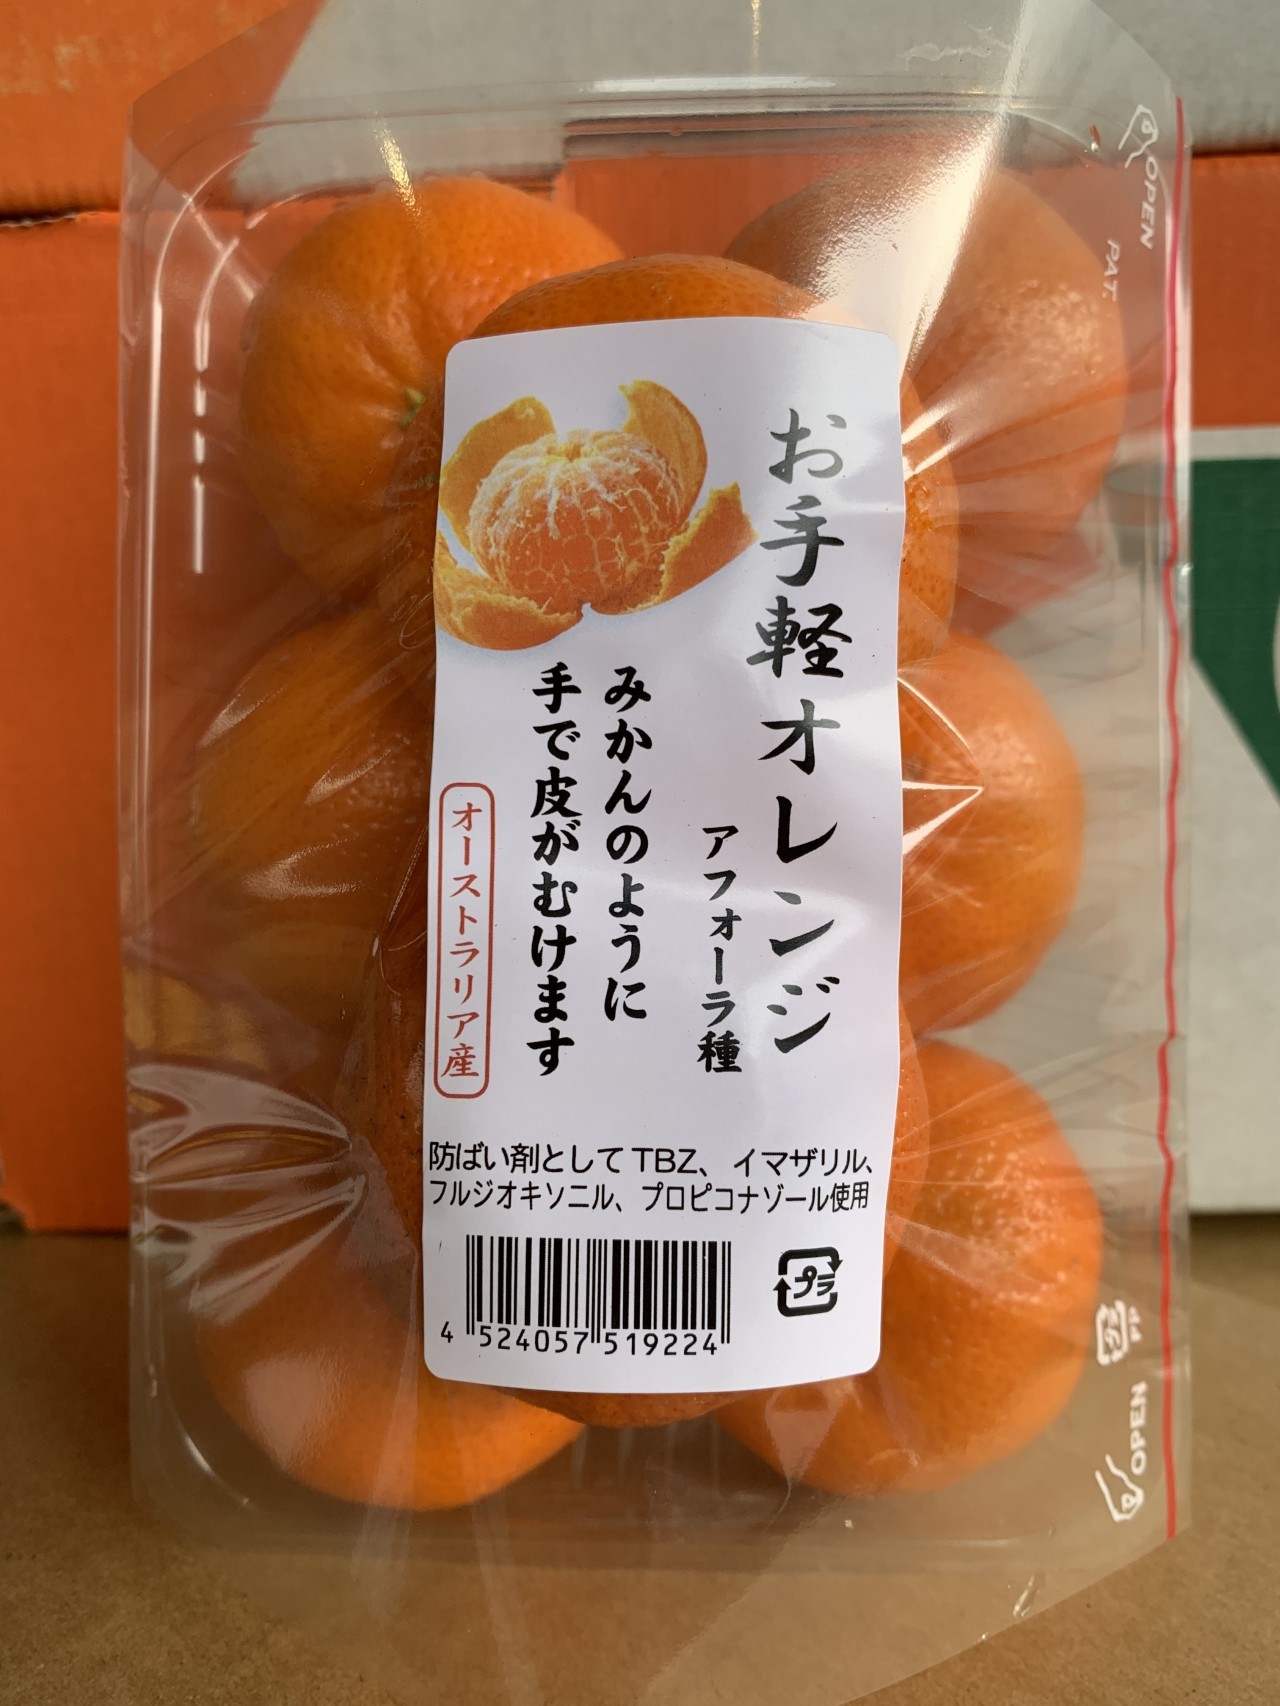 お手軽オレンジ
アフォーラ種
みかんのように
手で皮がむけます
オーストラリア産
防ばい剤としてTBZ、イマザリル、
フルジオキソニル、プロピコナゾール使用
4 524057 519224
プラ
OPEN
PAT.
OPEN